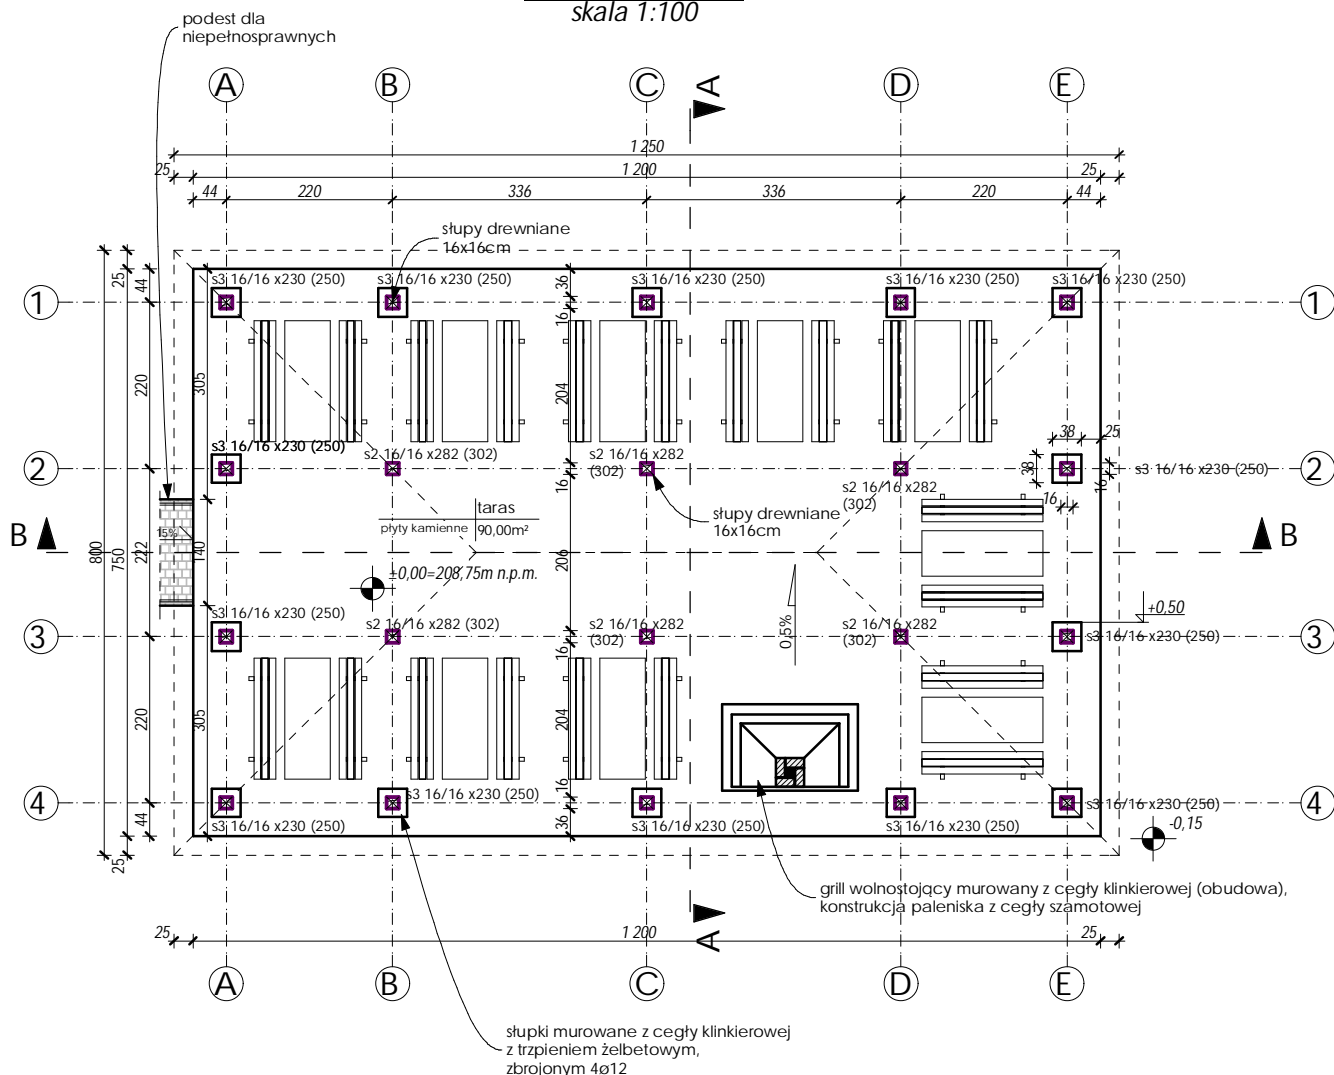 skala 1:100
podest dla
niepełnosprawnych
A
B
C
A
D
E
1 250
25
1 200
25
44
220
336
336
220
44
słupy drewniane
16x16cm
25
44
36
s3 16/16 x230 (250)
s3 16/16 x230 (250)
s3 16/16 x230 (250)
s3 16/16 x230 (250)
s3 16/16 x230 (250)
1
1
16
220
305
204
s3 16/16 x230 (250)
s2 16/16 x282 (302)
s2 16/16 x282
(302)
38
25
38
16
16
s3 16/16 x230 (250)
2
2
16
s2 16/16 x282
(302)
słupy drewniane
16x16cm
taras
płyty kamienne
90,00m²
15%
B
B
800
750
222
140
206
±0,00=208,75m n.p.m.
0,5%
+0,50
s3 16/16 x230 (250)
s2 16/16 x282 (302)
s2 16/16 x282
(302)
s2 16/16 x282
(302)
s3 16/16 x230 (250)
3
3
16
16
220
305
204
16
s3 16/16 x230 (250)
s3 16/16 x230 (250)
4
4
44
36
s3 16/16 x230 (250)
s3 16/16 x230 (250)
s3 16/16 x230 (250)
-0,15
25
grill wolnostojący murowany z cegły klinkierowej (obudowa),
konstrukcja paleniska z cegły szamotowej
25
1 200
25
A
A
B
C
D
E
słupki murowane z cegły klinkierowej
z trzpieniem żelbetowym,
zbrojonym 4ø12